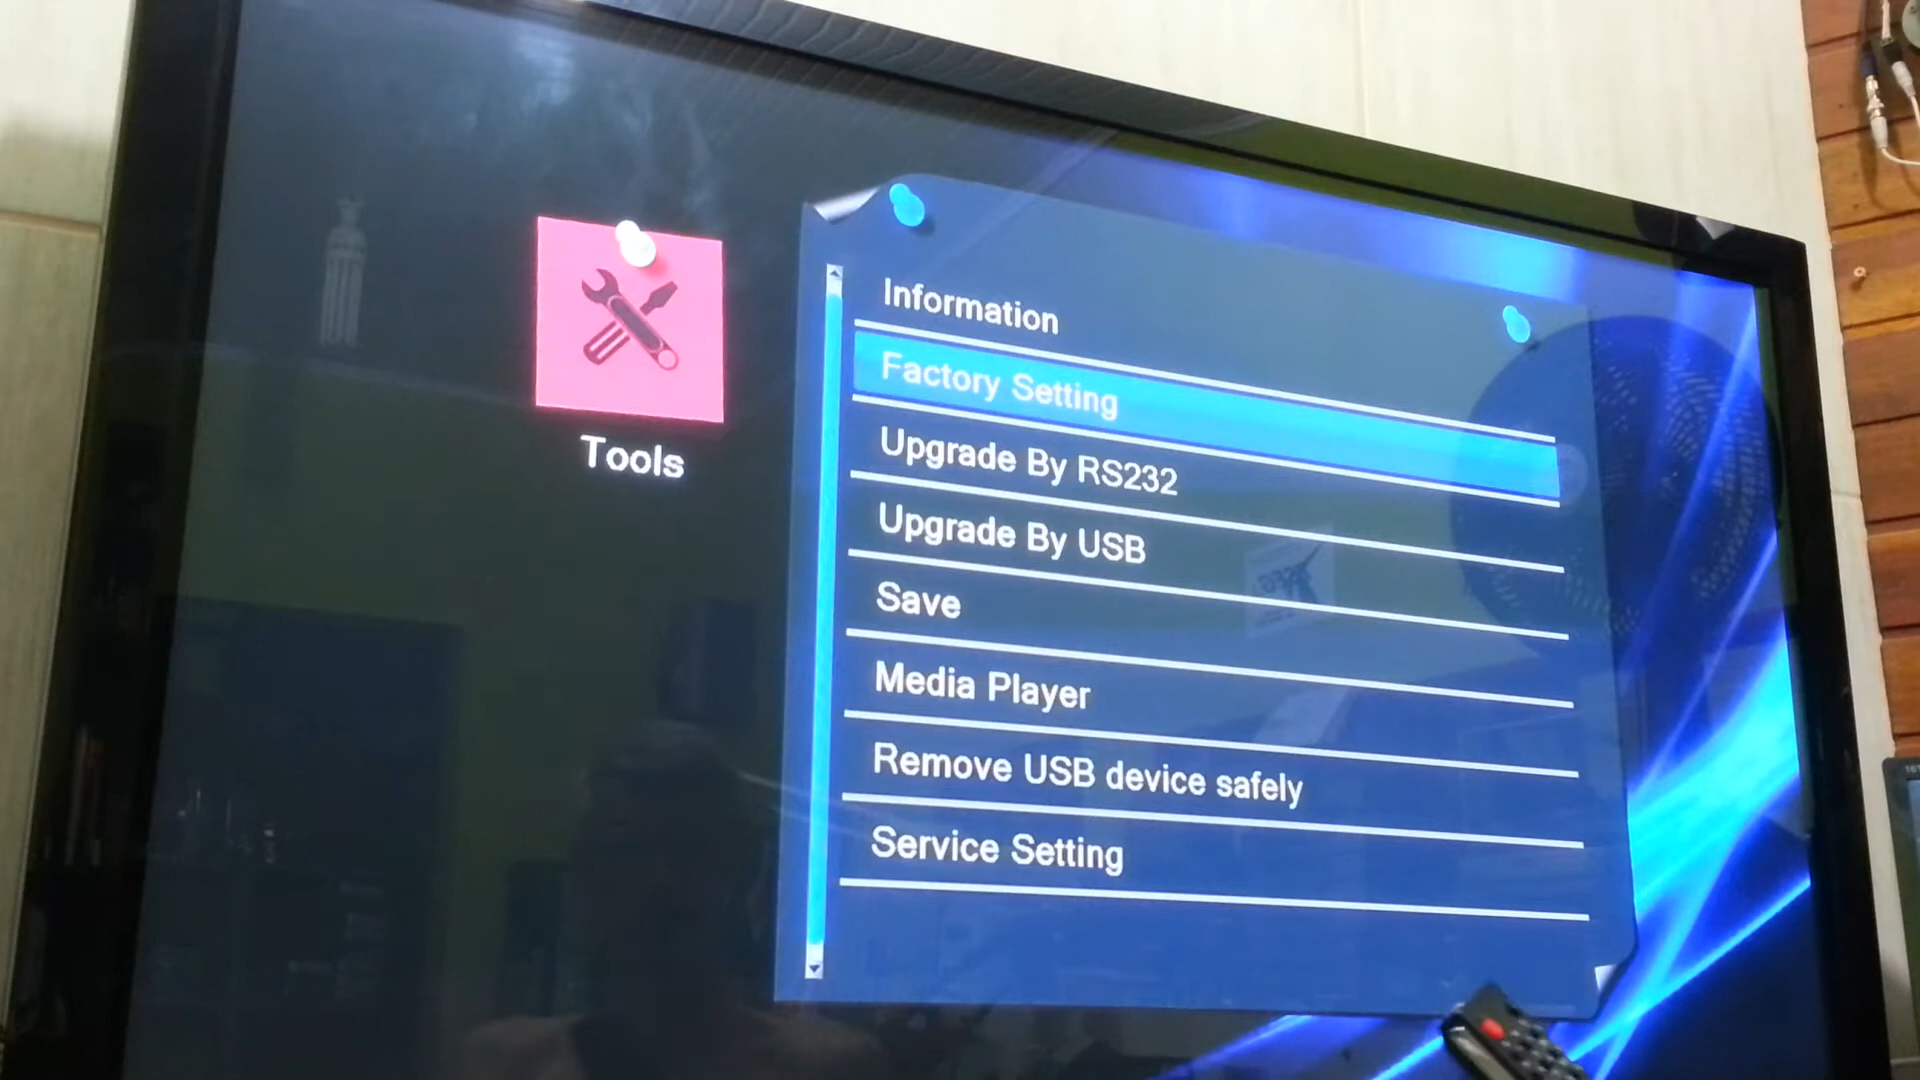 Information
Factory Setting
Tools
Upgrade By RS232
Upgrade By USB
Save
Media Player
Remove USB device safely
Service Setting